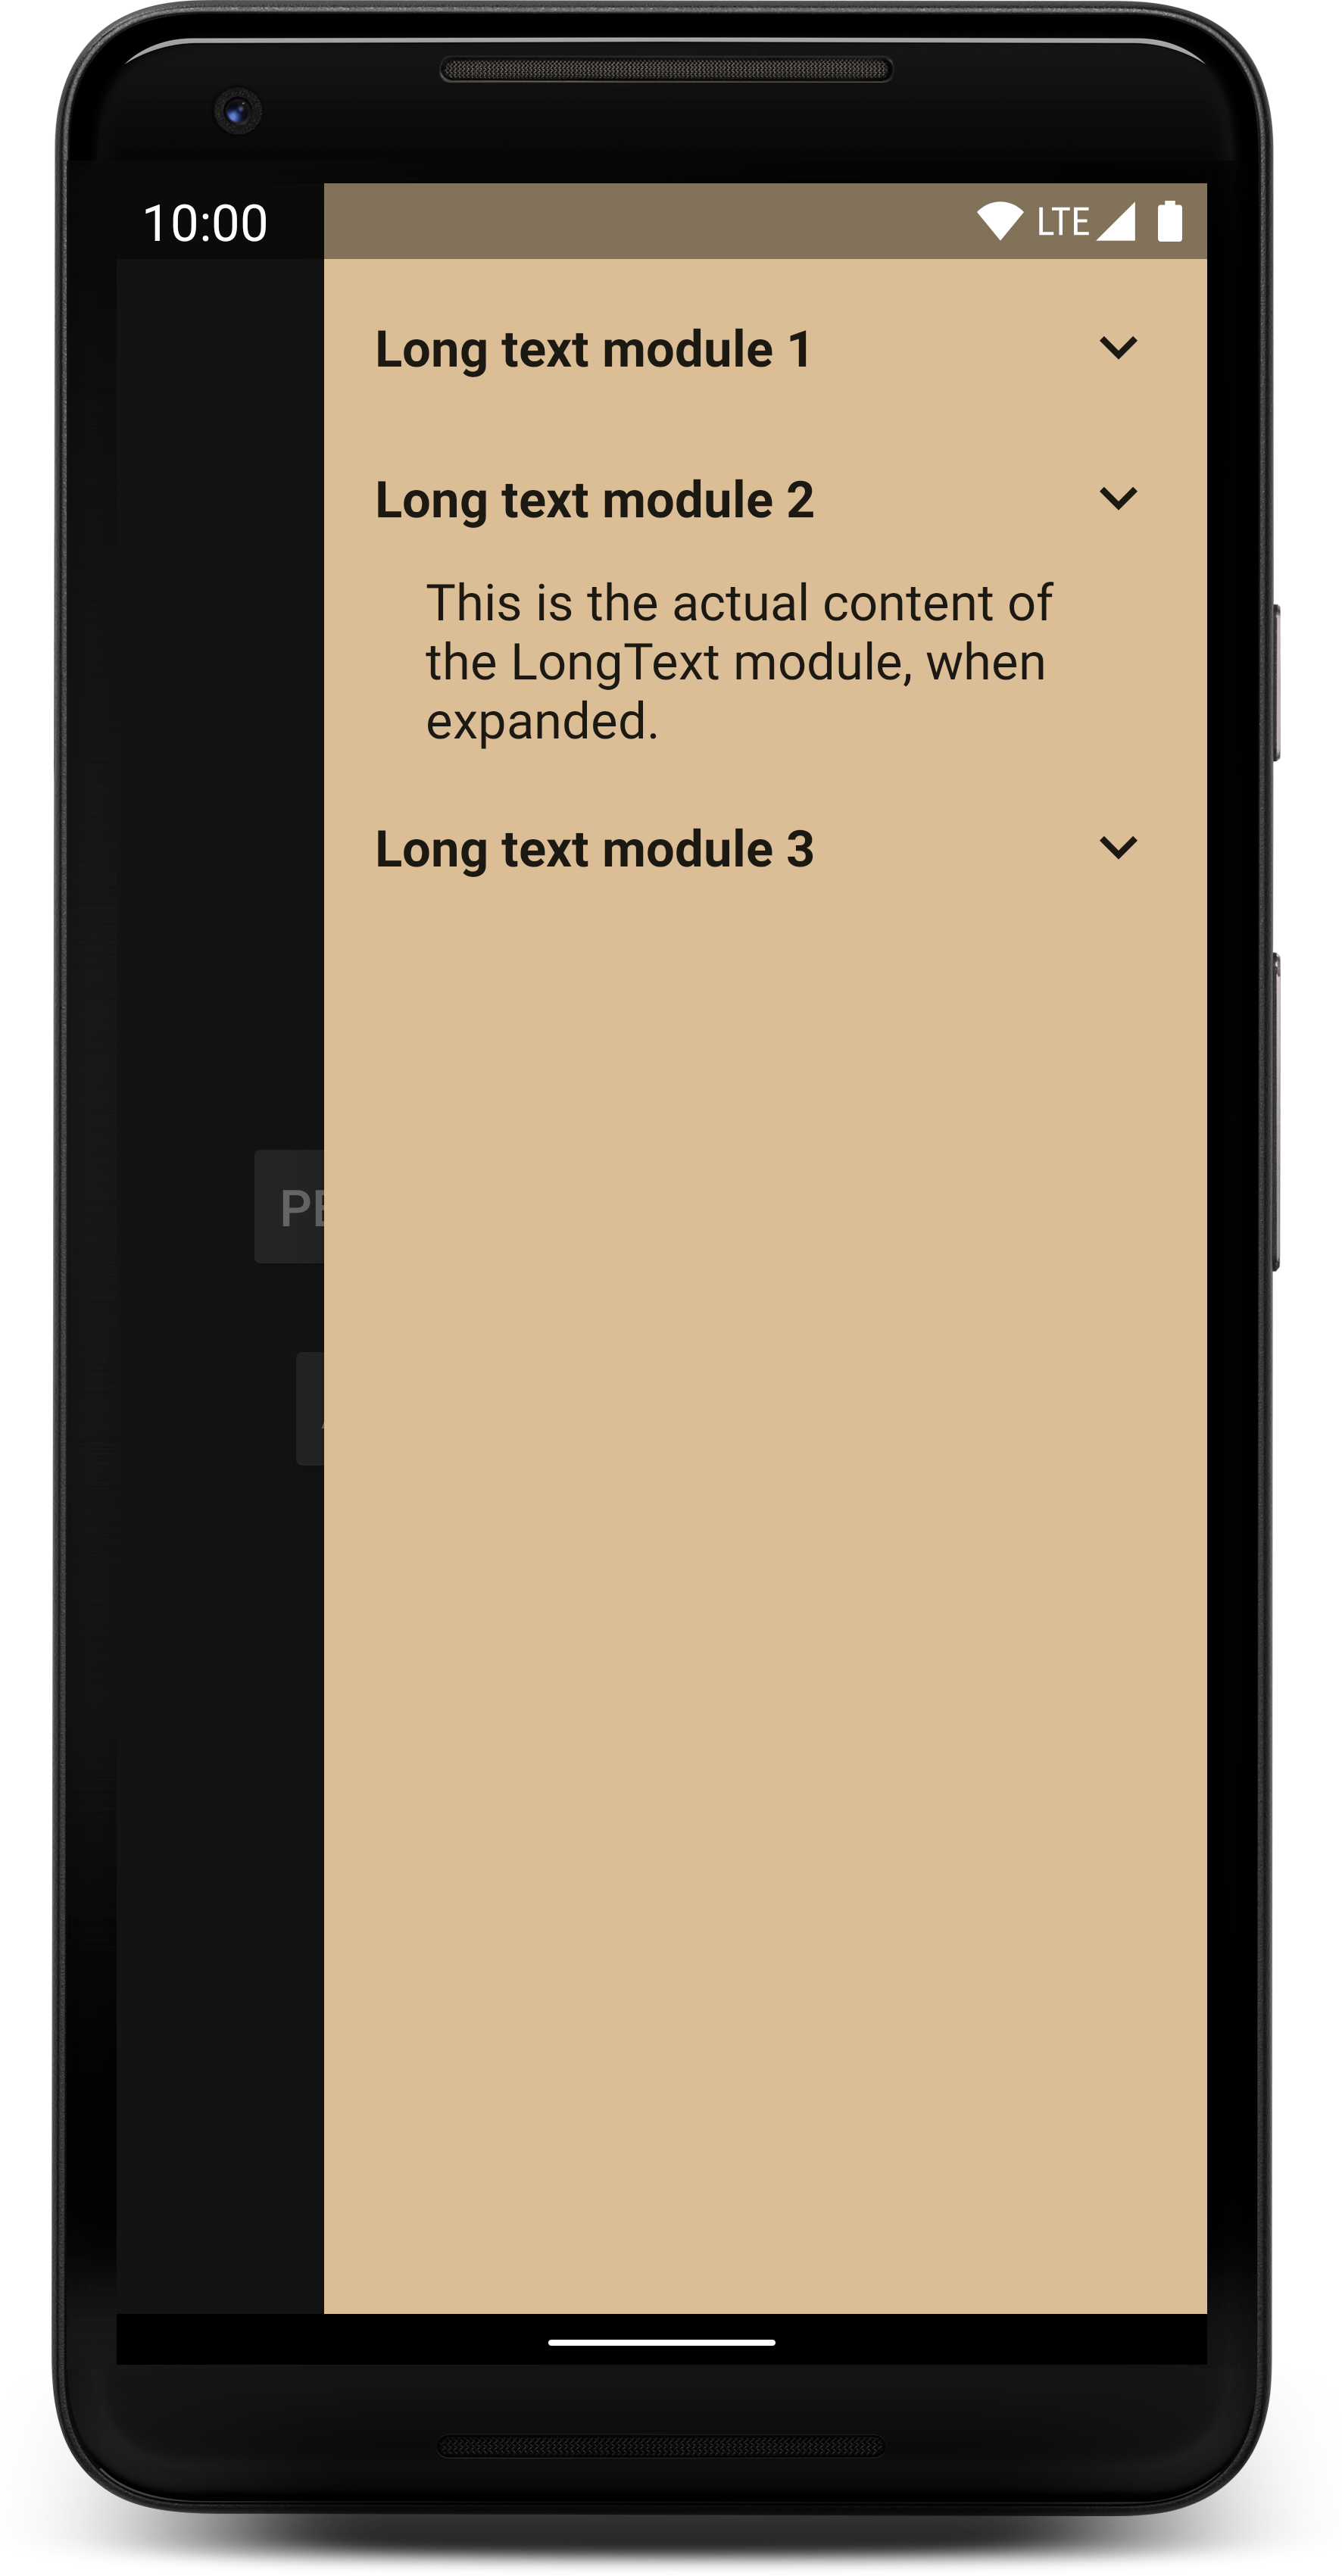 10:00 LTE
Long text module 1
Long text module 2
This is the actual content of
the LongText module, when
expanded.
Long text module 3